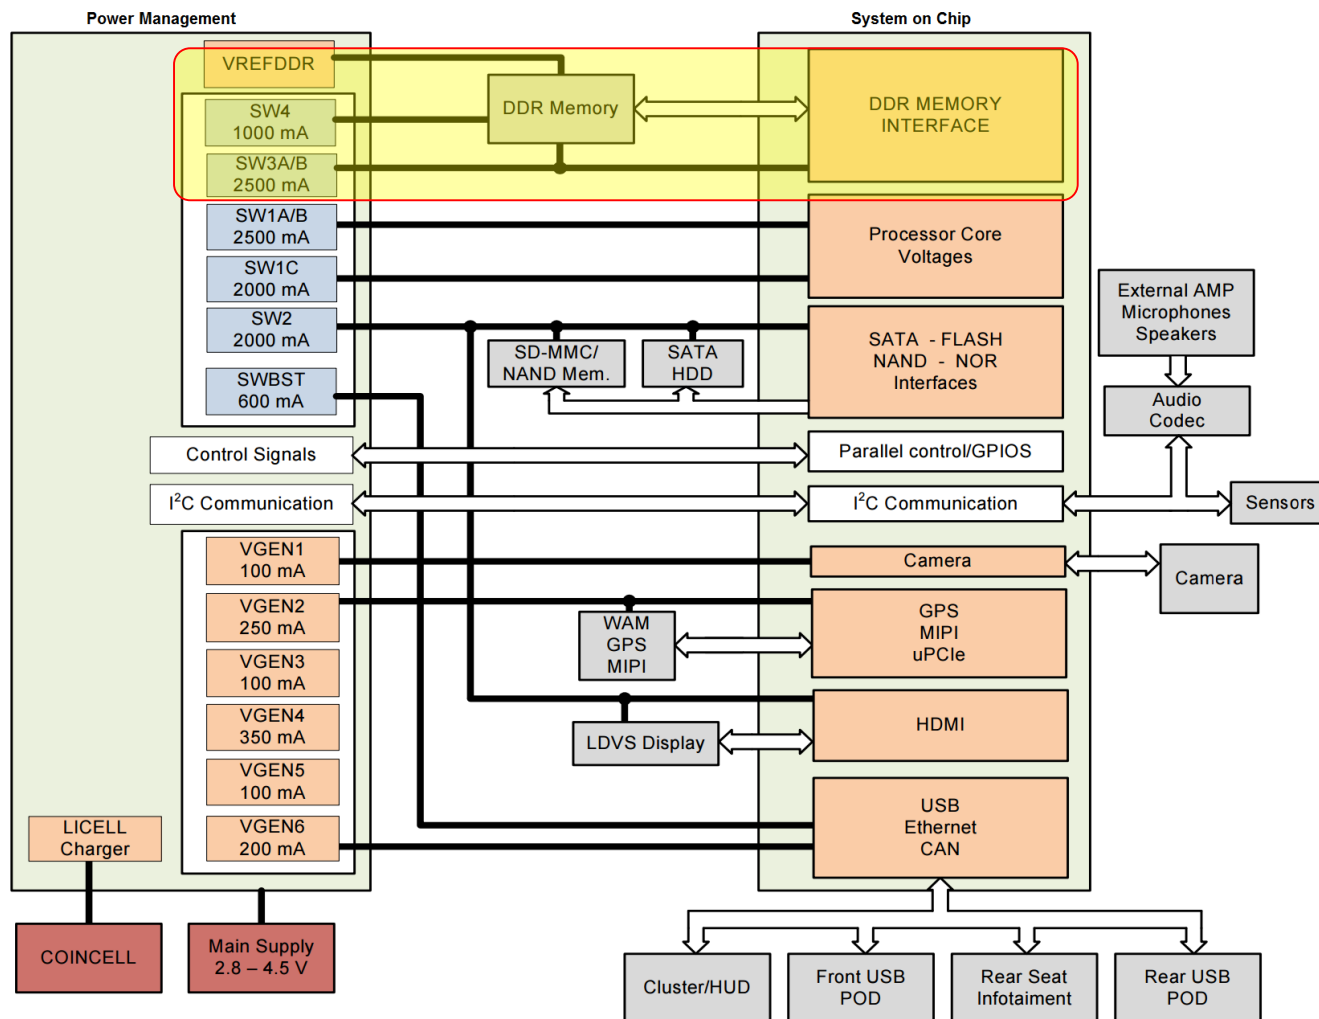 Power Management
System on Chip
VREFDDR
SW4
1000 mA
SW3A/B
2500 mA
SW1A/B
2500 mA
SW1C
2000 mA
SW2
2000 mA
SWBST
600 mA
Control Signals
I²C Communication
VGEN1
100 mA
VGEN2
250 mA
VGEN3
100 mA
VGEN4
350 mA
VGEN5
100 mA
VGEN6
200 mA
LICELL
Charger
COINCELL
Main Supply
2.8 – 4.5 V
DDR Memory
SD-MMC/
NAND Mem.
SATA
HDD
WAM
GPS
MIPI
LDVS Display
DDR MEMORY
INTERFACE
Processor Core
Voltages
SATA - FLASH
NAND - NOR
Interfaces
Parallel control/GPIOS
I²C Communication
Camera
GPS
MIPI
uPCIe
HDMI
USB
Ethernet
CAN
External AMP
Microphones
Speakers
Audio
Codec
Sensors
Camera
Cluster/HUD
Front USB
POD
Rear Seat
Infotaiment
Rear USB
POD